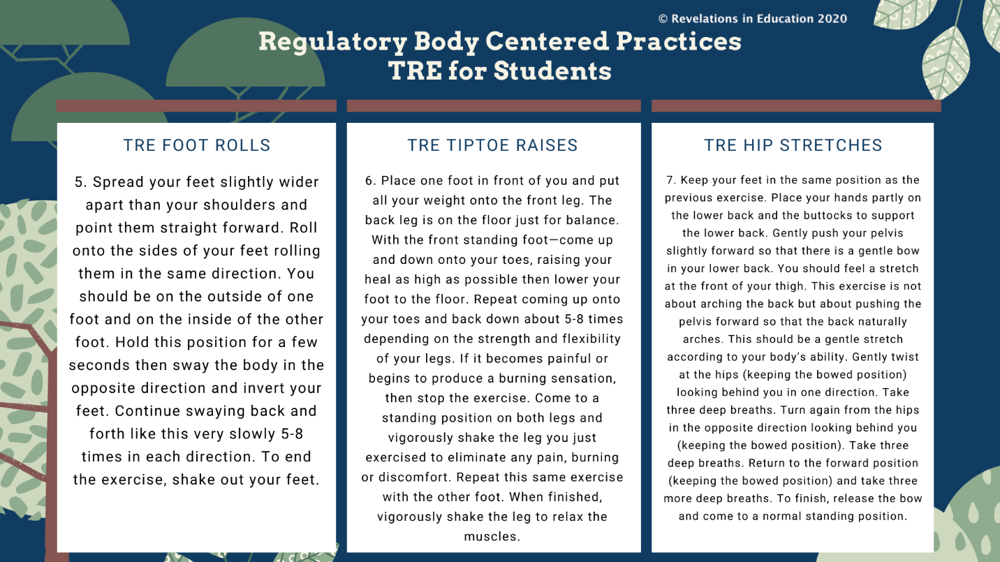 © Revelations in Education 2020
Regulatory Body Centered Practices
TRE for Students
TRE FOOT ROLLS
5. Spread your feet slightly wider
apart than your shoulders and
point them straight forward. Roll
onto the sides of your feet rolling
them in the same direction. You
should be on the outside of one
foot and on the inside of the other
foot. Hold this position for a few
seconds then sway the body in the
opposite direction and invert your
feet. Continue swaying back and
forth like this very slowly 5-8
times in each direction. To end
the exercise, shake out your feet.
TRE TIPTOE RAISES
6. Place one foot in front of you and put
all your weight onto the front leg. The
back leg is on the floor just for balance.
With the front standing foot—come up
and down onto your toes, raising your
heal as high as possible then lower your
foot to the floor. Repeat coming up onto
your toes and back down about 5-8 times
depending on the strength and flexibility
of your legs. If it becomes painful or
begins to produce a burning sensation,
then stop the exercise. Come to a
standing position on both legs and
vigorously shake the leg you just
exercised to eliminate any pain, burning
or discomfort. Repeat this same exercise
with the other foot. When finished,
vigorously shake the leg to relax the
muscles.
TRE HIP STRETCHES
7. Keep your feet in the same position as the
previous exercise. Place your hands partly on
the lower back and the buttocks to support
the lower back. Gently push your pelvis
slightly forward so that there is a gentle bow
in your lower back. You should feel a stretch
at the front of your thigh. This exercise is not
about arching the back but about pushing the
pelvis forward so that the back naturally
arches. This should be a gentle stretch
according to your body's ability. Gently twist
at the hips (keeping the bowed position)
looking behind you in one direction. Take
three deep breaths. Turn again from the hips
in the opposite direction looking behind you
(keeping the bowed position). Take three
deep breaths. Return to the forward position
(keeping the bowed position) and take three
more deep breaths. To finish, release the bow
and come to a normal standing position.